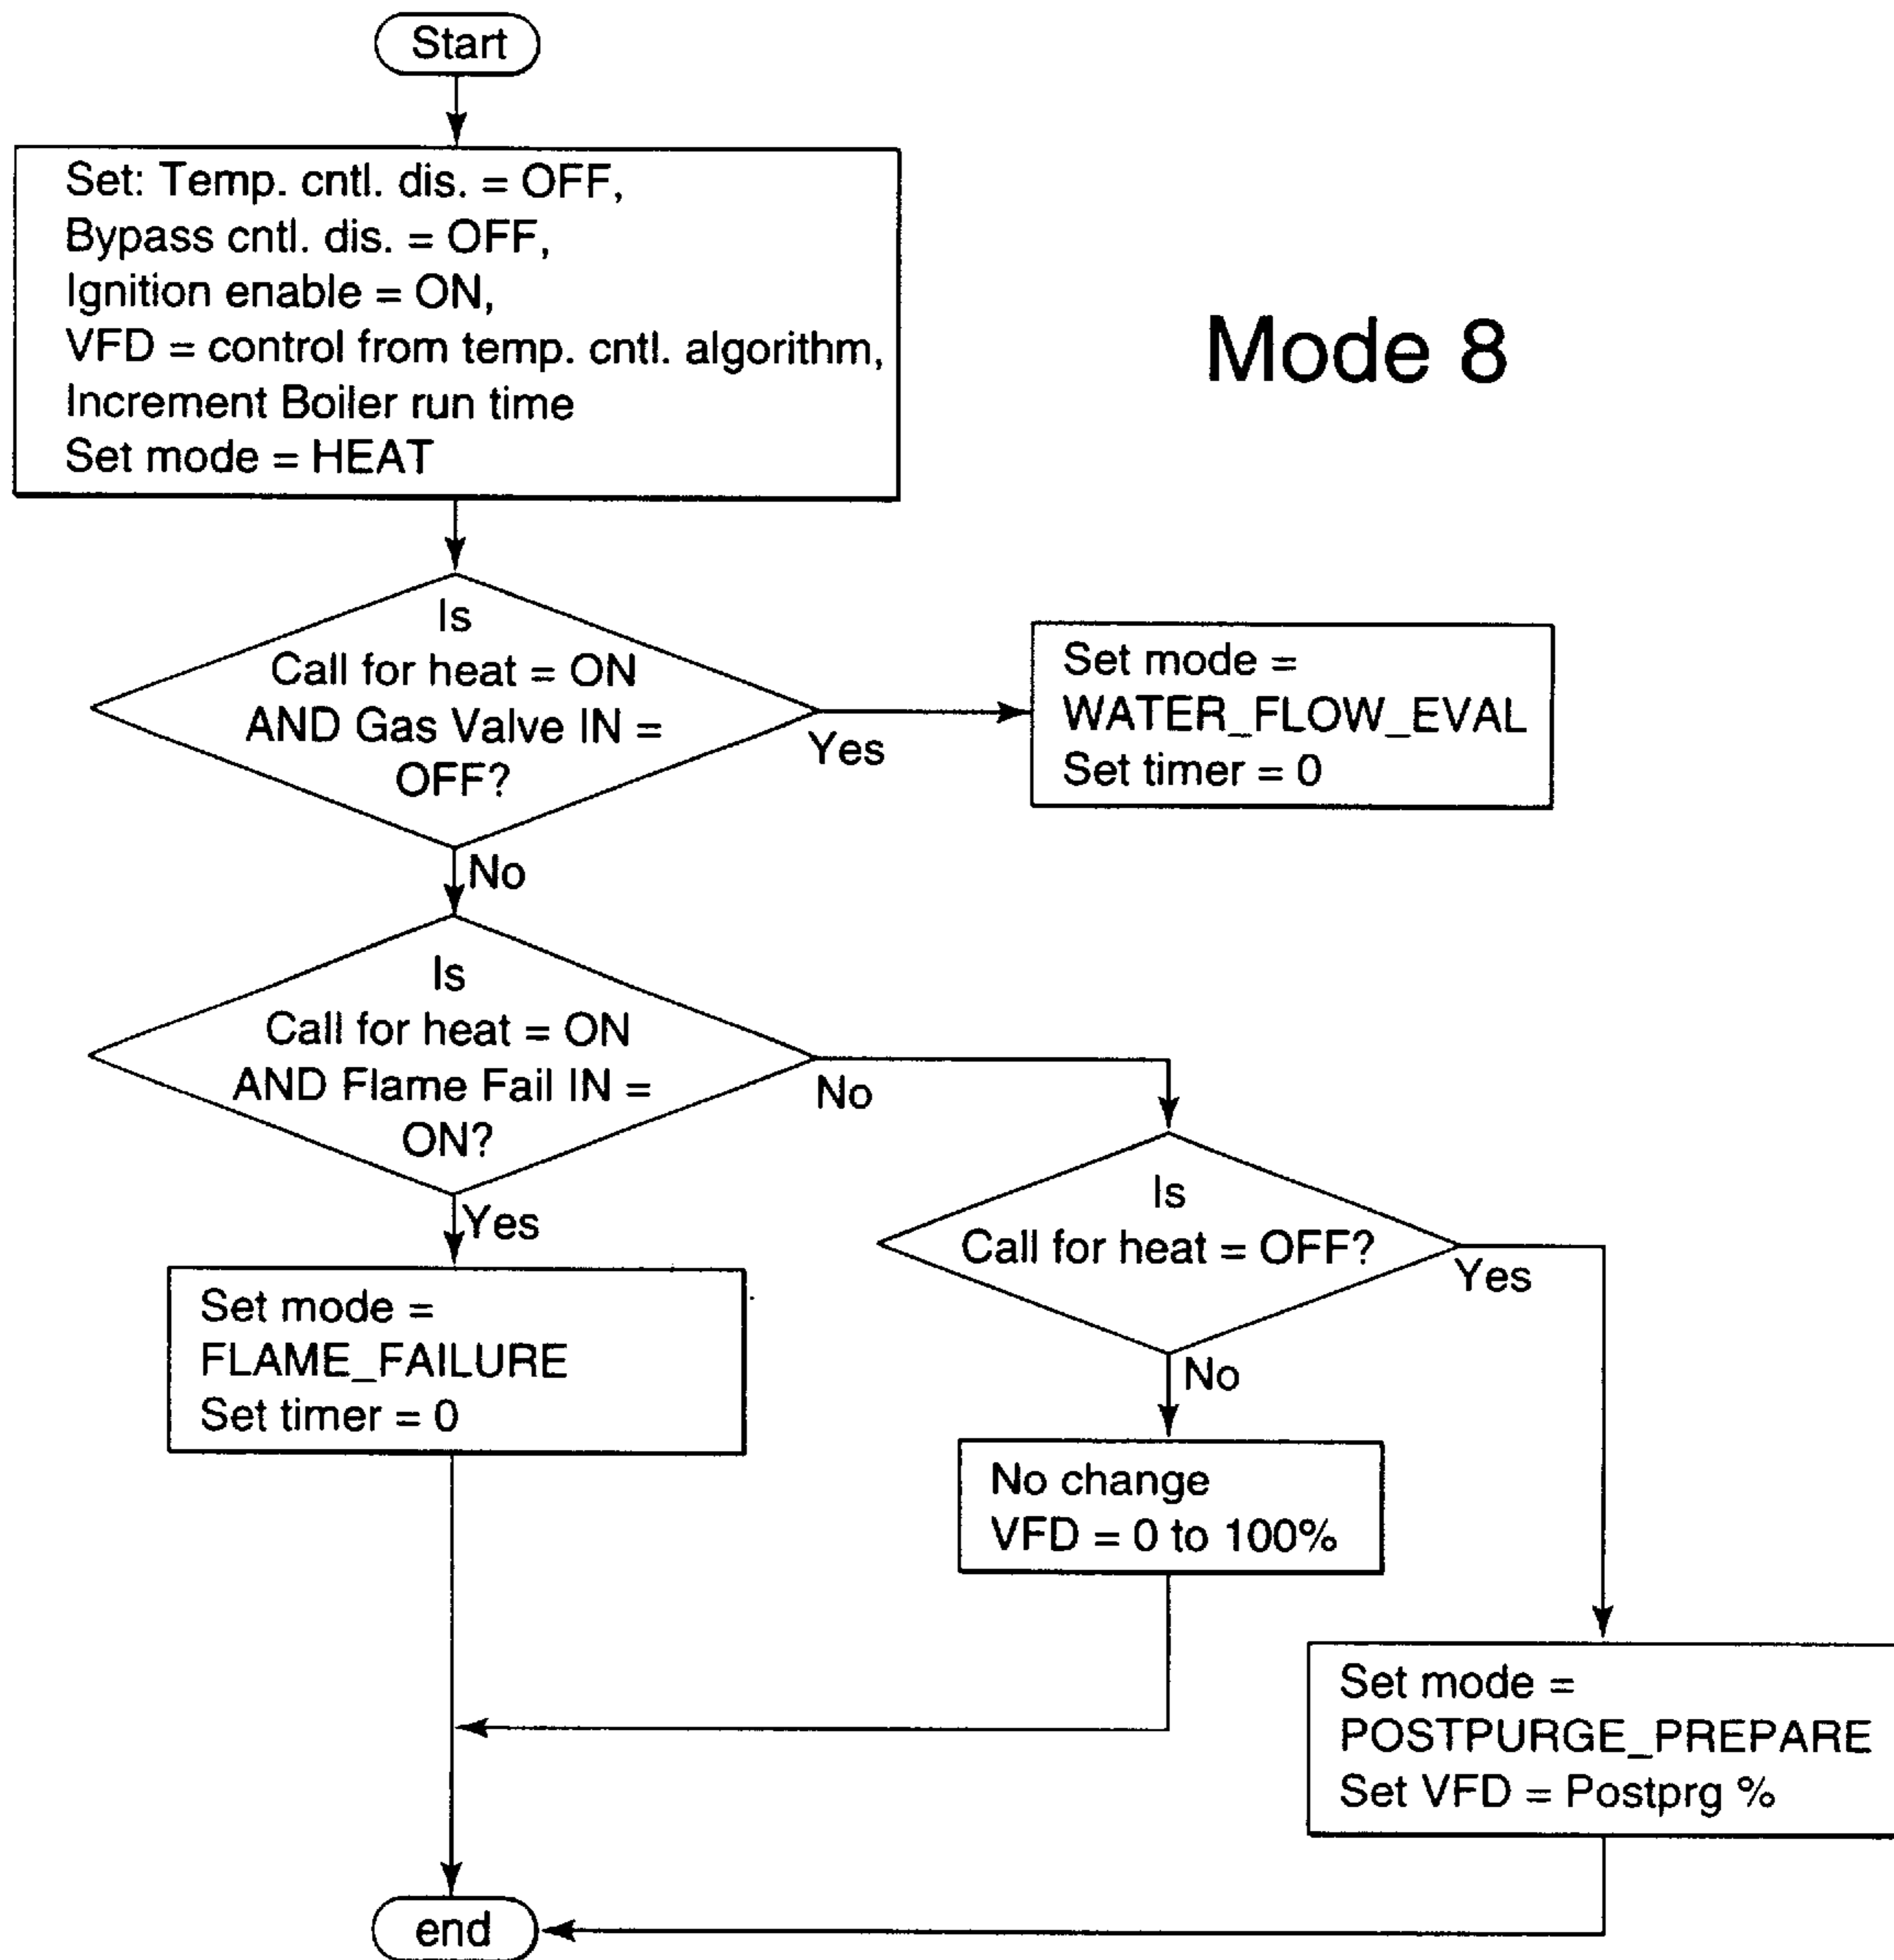 Start
Set: Temp. cntl. dis. = OFF,
Bypass cntl. dis. = OFF,
Ignition enable = ON,
VFD = control from temp. cntl. algorithm,
Increment Boiler run time
Set mode = HEAT
Mode 8
Is
Call for heat = ON
AND Gas Valve IN =
OFF?
Yes
Set mode =
WATER_FLOW_EVAL
Set timer = 0
No
Is
Call for heat = ON
AND Flame Fail IN =
ON?
No
Yes
Is
Call for heat = OFF?
Yes
Set mode =
FLAME_FAILURE
Set timer = 0
No
No change
VFD = 0 to 100%
Set mode =
POSTPURGE_PREPARE
Set VFD = Postprg %
end